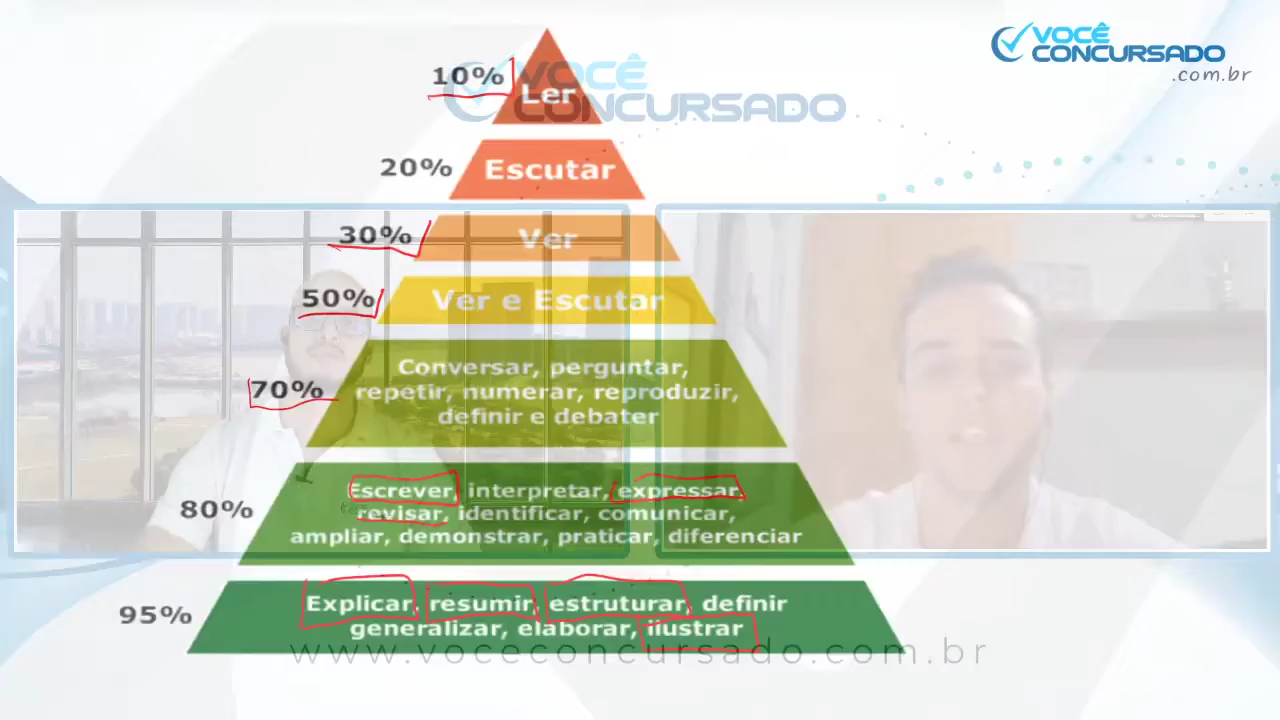 VOCÊ
CONCURSADO
.com.br
VOCÊ
CONCURSADO
10%
Ler
20%
Escutar
30%
Ver
50%
Ver e Escutar
70%
Conversar, perguntar,
repetir, numerar, reproduzir,
definir e debater
80%
Escrever, interpretar, expressar,
revisar, identificar, comunicar,
ampliar, demonstrar, praticar, diferenciar
95%
Explicar, resumir, estruturar, definir
generalizar, elaborar, ilustrar
www.voceconcursado.com.br